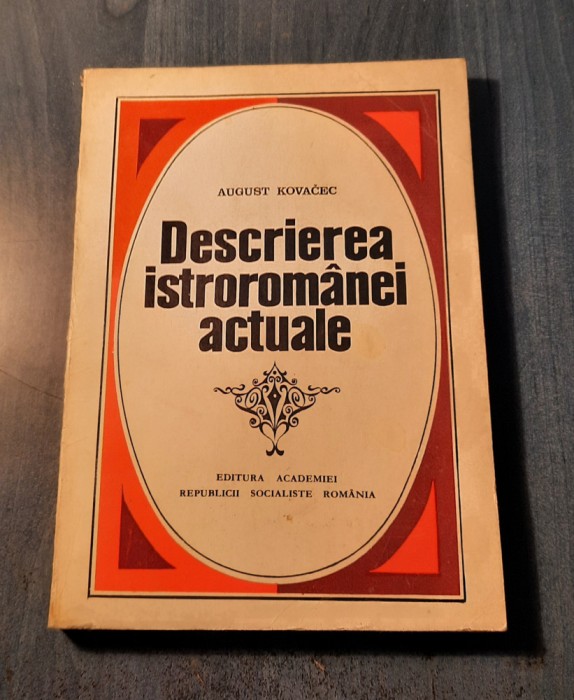 AUGUST KOVAČEC
Descrierea
istroromânei
actuale
EDITURA ACADEMIEI
REPUBLICII SOCIALISTE ROMÂNIA